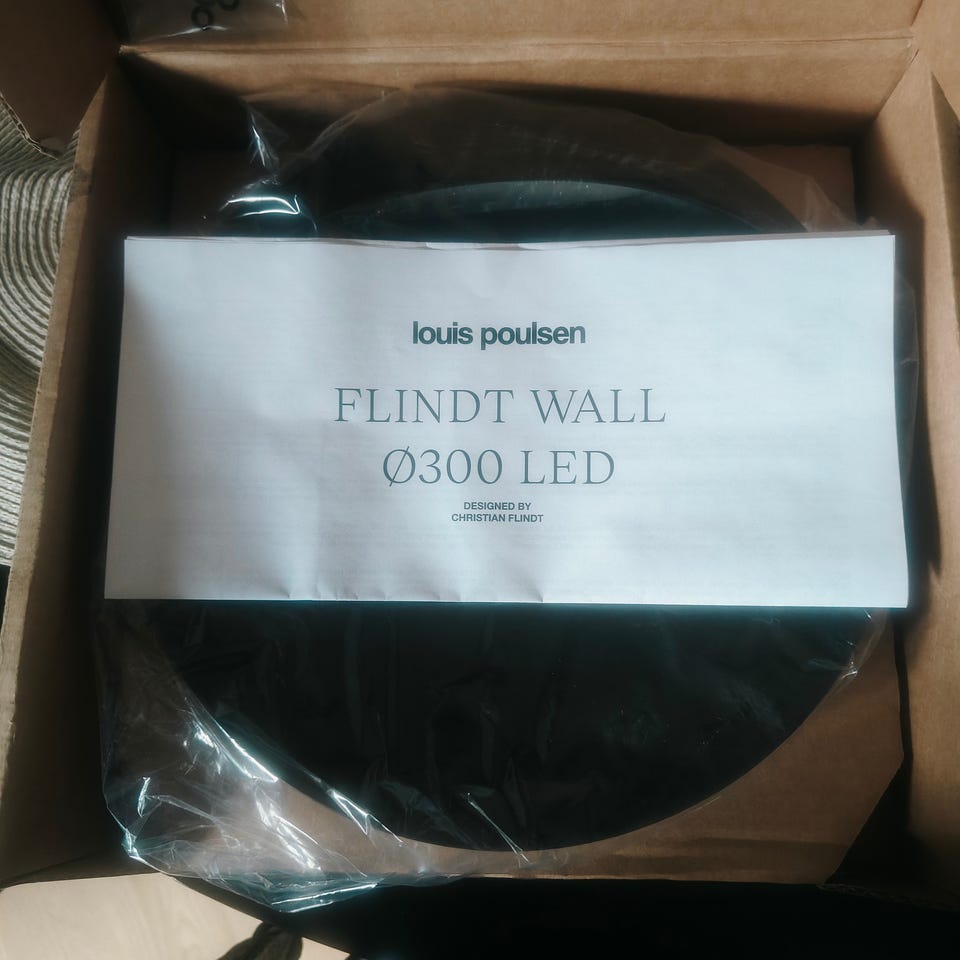 louis poulsen
FLINDT WALL
Ø300 LED
DESIGNED BY
CHRISTIAN FLINDT